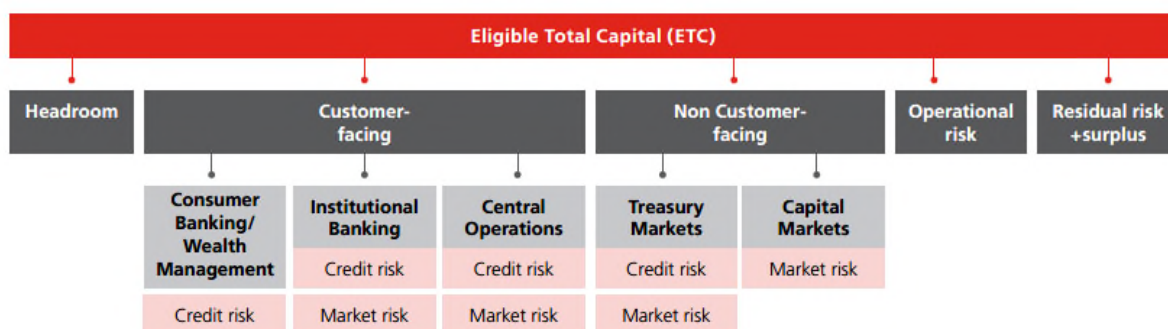 Eligible Total Capital (ETC)
Headroom
Customer-
facing
Non Customer-
facing
Operational
risk
Residual risk
+surplus
Consumer
Banking/
Wealth
Management
Credit risk
Institutional
Banking
Credit risk
Market risk
Central
Operations
Credit risk
Market risk
Treasury
Markets
Credit risk
Market risk
Capital
Markets
Market risk